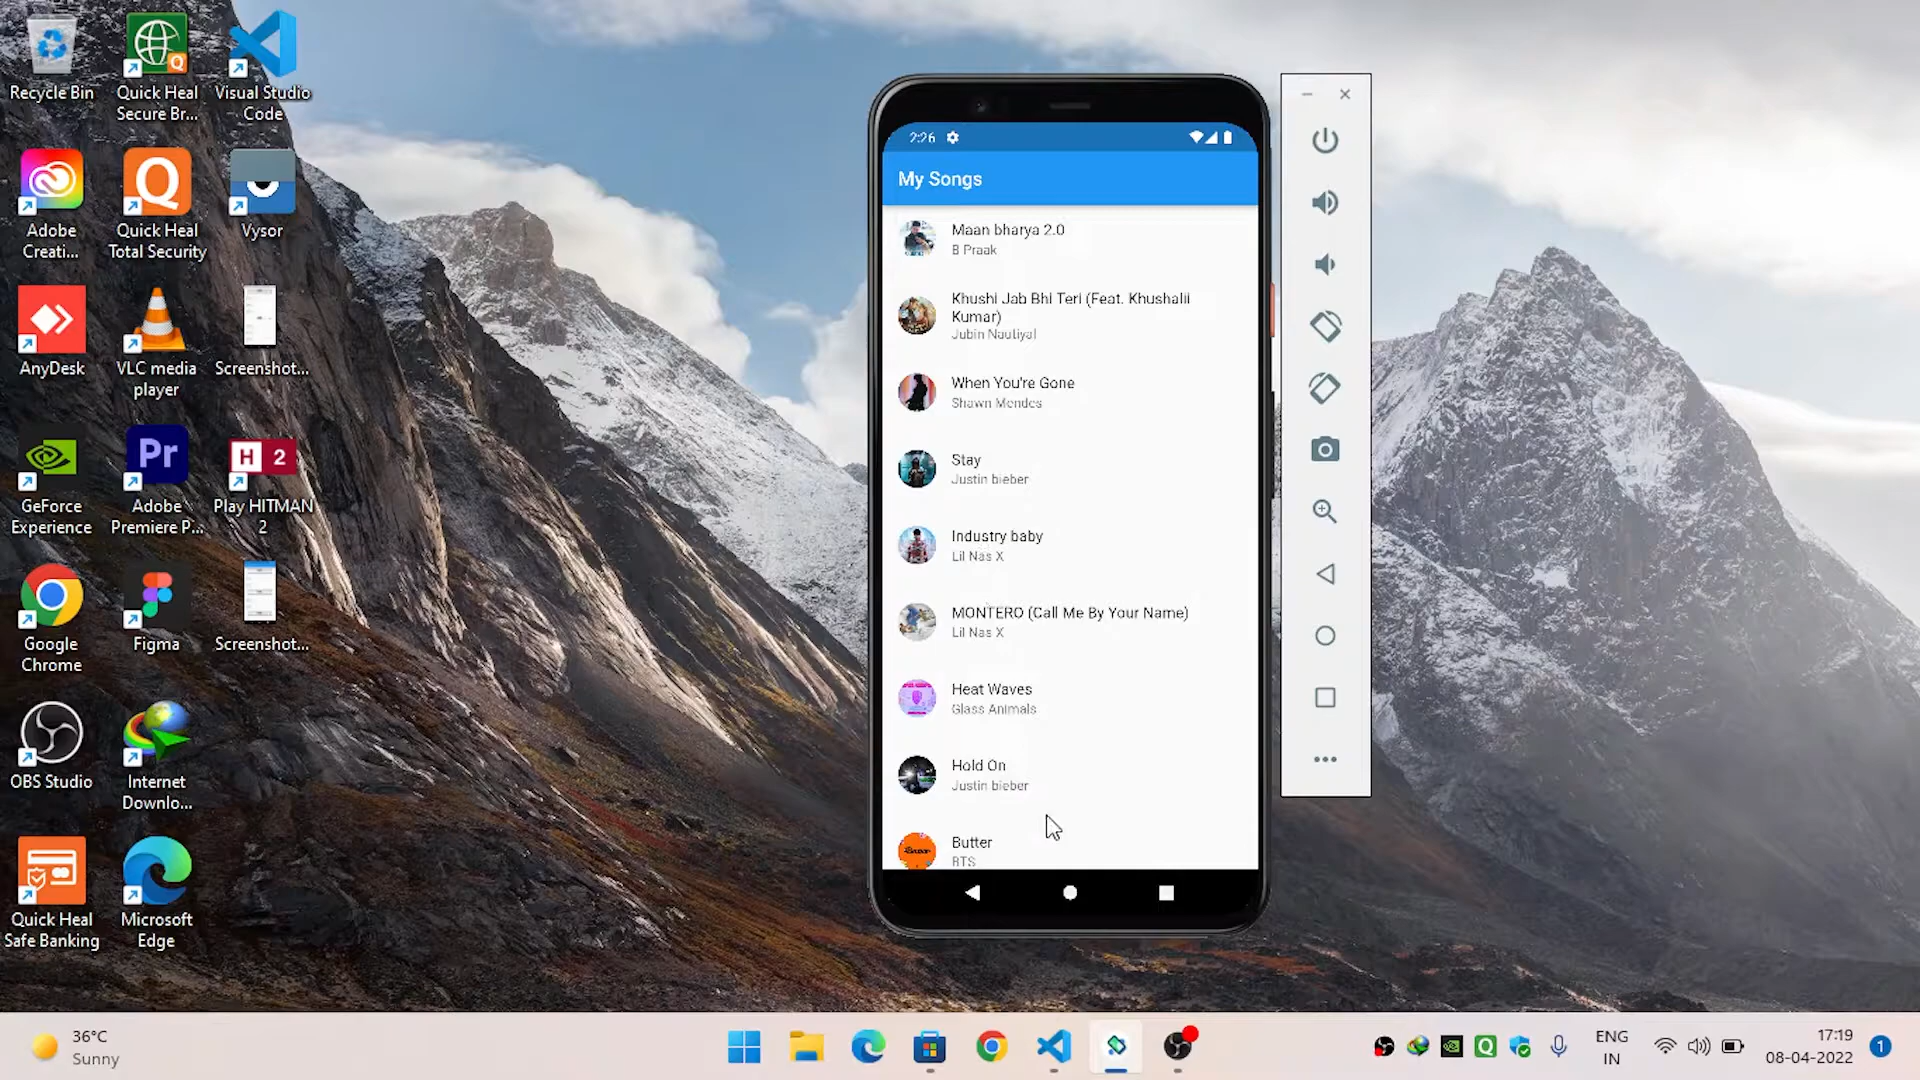 Recycle Bin
Quick Heal
Secure Br...
Visual Studio
Code
Adobe
Creati...
Quick Heal
Total Security
Vysor
AnyDesk
VLC media
player
Screenshot...
GeForce
Experience
Pr
Adobe
Premiere P...
H 2
Play HITMAN
2
Google
Chrome
Figma
Screenshot...
OBS Studio
Internet
Downlo...
Quick Heal
Safe Banking
Microsoft
Edge
2:26
My Songs
Maan bharya 2.0
B Praak
Khushi Jab Bhi Teri (Feat. Khushalii
Kumar)
Jubin Nautiyal
When You're Gone
Shawn Mendes
Stay
Justin bieber
Industry baby
Lil Nas X
MONTERO (Call Me By Your Name)
Lil Nas X
Heat Waves
Glass Animals
Hold On
Justin bieber
Butter
BTS
36°C
Sunny
ENG
IN
17:19
08-04-2022
1